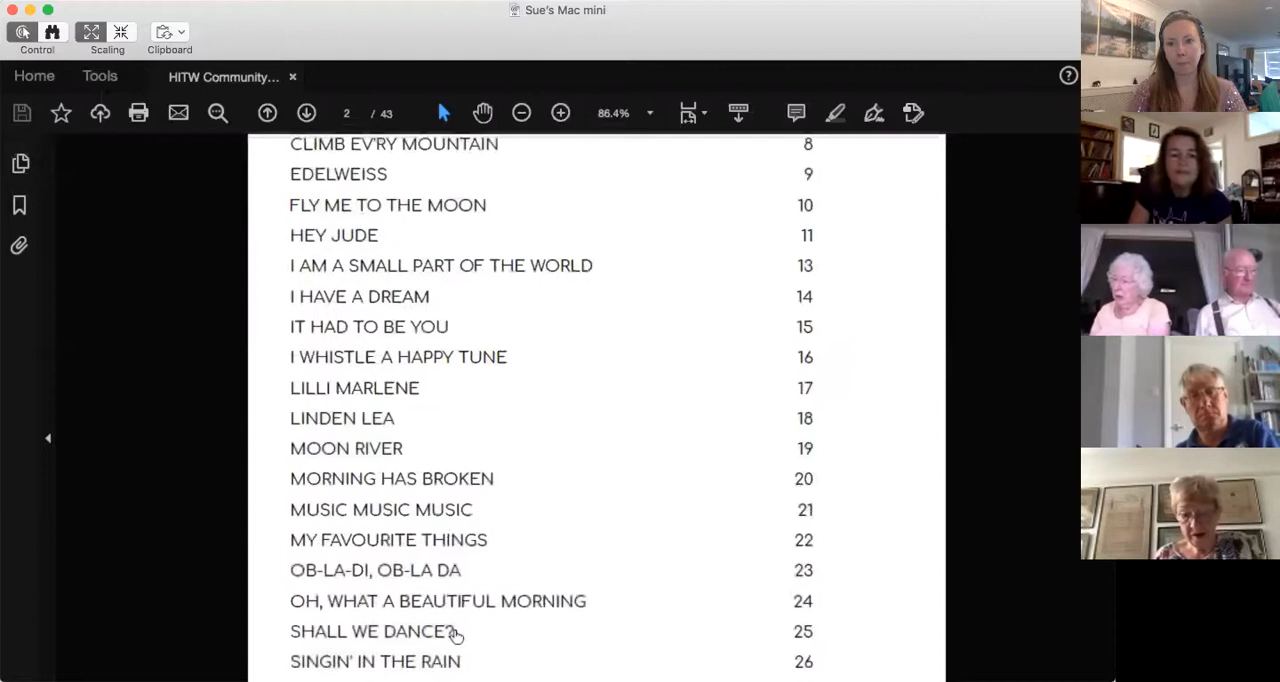 Sue's Mac mini
Control
Scaling
Clipboard
Home
Tools
HITW Community...
2 / 43
86.4%
CLIMB EV'RY MOUNTAIN 8
EDELWEISS 9
FLY ME TO THE MOON 10
HEY JUDE 11
I AM A SMALL PART OF THE WORLD 13
I HAVE A DREAM 14
IT HAD TO BE YOU 15
I WHISTLE A HAPPY TUNE 16
LILLI MARLENE 17
LINDEN LEA 18
MOON RIVER 19
MORNING HAS BROKEN 20
MUSIC MUSIC MUSIC 21
MY FAVOURITE THINGS 22
OB-LA-DI, OB-LA DA 23
OH, WHAT A BEAUTIFUL MORNING 24
SHALL WE DANCE? 25
SINGIN' IN THE RAIN 26